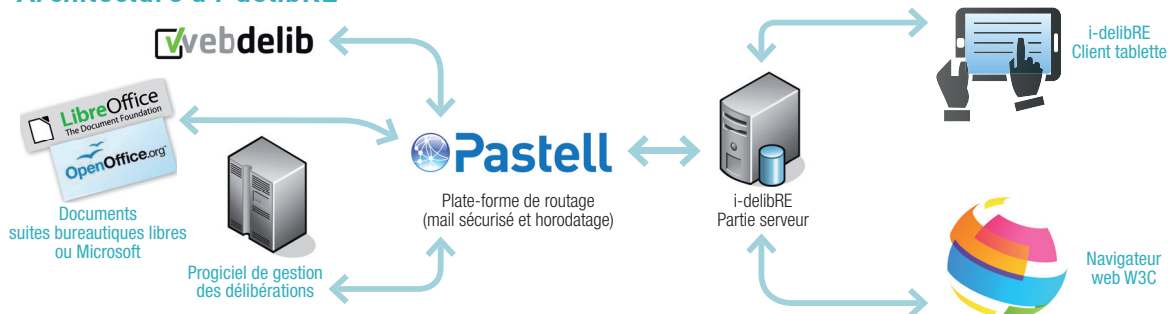 webdelib
LibreOffice
The Document Foundation
OpenOffice.org
Documents
suites bureautiques libres
ou Microsoft
Progiciel de gestion
des délibérations
Pastell
Plate-forme de routage
(mail sécurisé et horodatage)
i-delibRE
Partie serveur
i-delibRE
Client tablette
Navigateur
web W3C